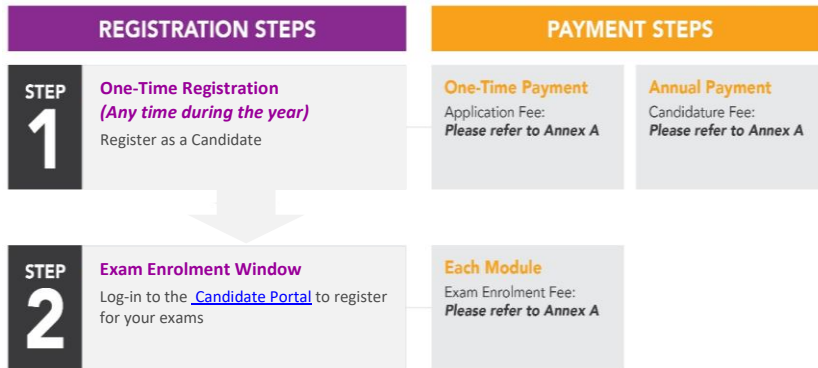 REGISTRATION STEPS
PAYMENT STEPS
STEP
1
One-Time Registration
(Any time during the year)
Register as a Candidate
One-Time Payment
Application Fee:
Please refer to Annex A
Annual Payment
Candidature Fee:
Please refer to Annex A
STEP
2
Exam Enrolment Window
Log-in to the Candidate Portal to register
for your exams
Each Module
Exam Enrolment Fee:
Please refer to Annex A